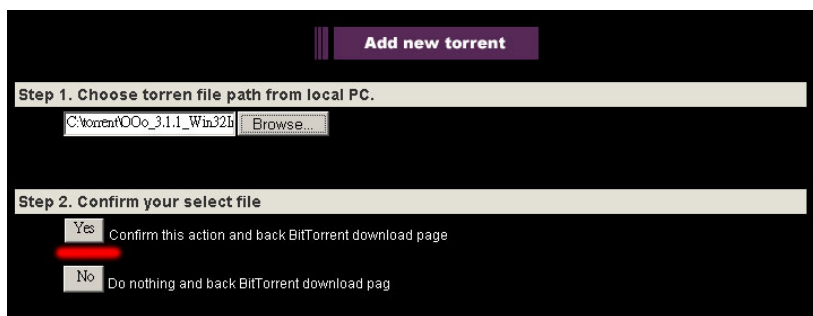 Add new torrent
Step 1. Choose torren file path from local PC.
C:\torrent\OOo_3.1.1_Win32I Browse...
Step 2. Confirm your select file
Yes Confirm this action and back BitTorrent download page
No Do nothing and back BitTorrent download pag